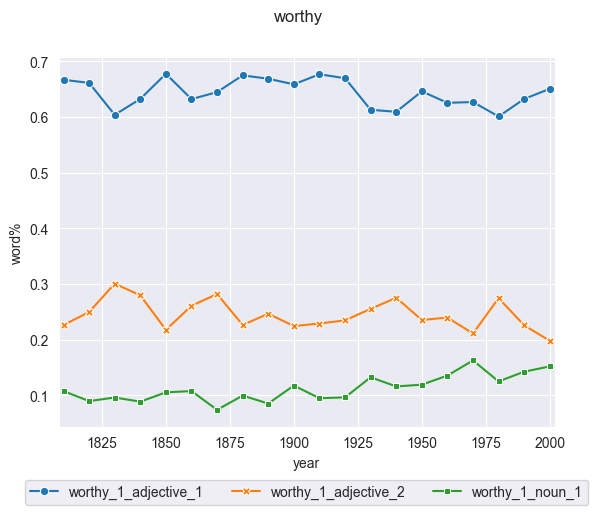 worthy
0.7
0.6
0.5
0.4
0.3
0.2
0.1
word%
1825 1850 1875 1900 1925 1950 1975 2000
year
worthy_1_adjective_1 worthy_1_adjective_2 worthy_1_noun_1